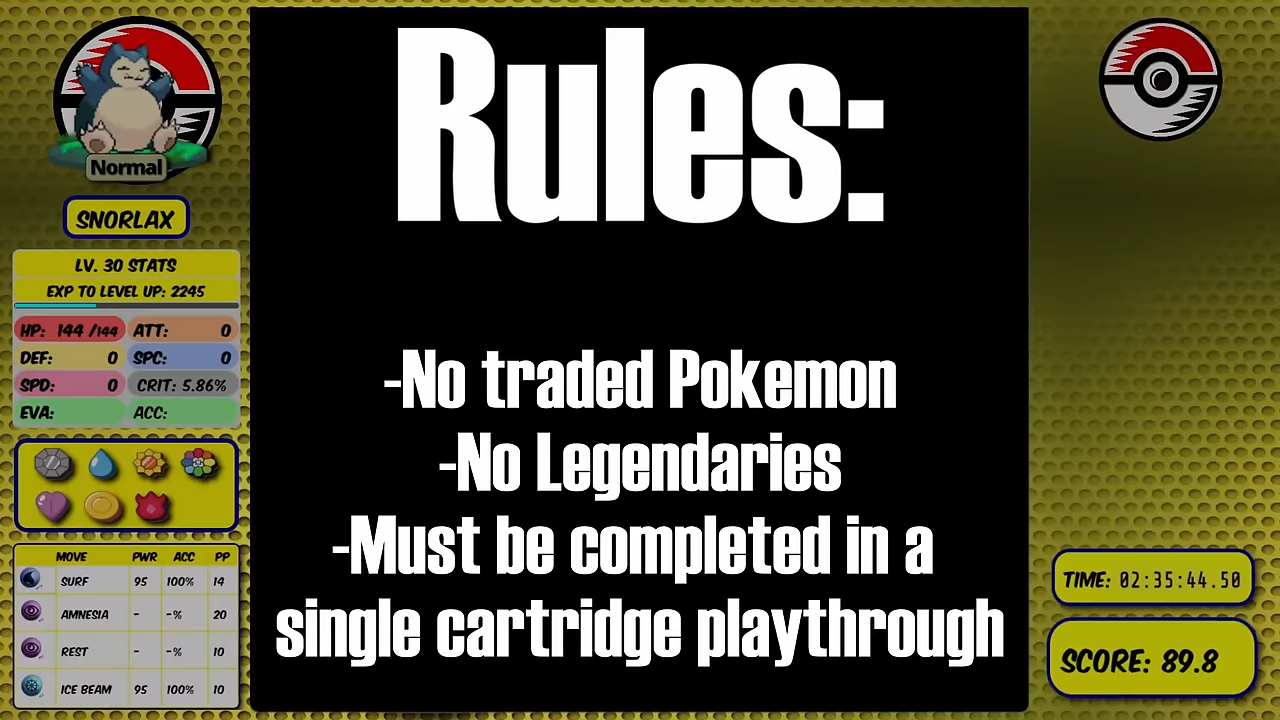 Rules:
-No traded Pokemon
-No Legendaries
-Must be completed in a
single cartridge playthrough
Normal
SNORLAX
LV. 30 STATS
EXP TO LEVEL UP: 2245
HP: 144 /144 ATT: 0
DEF: 0 SPC: 0
SPD: 0 CRIT: 5.86%
EVA: ACC:
MOVE PWR ACC PP
SURF 95 100% 14
AMNESIA - -% 20
REST - -% 10
ICE BEAM 95 100% 10
TIME: 02:35:44.50
SCORE: 89.8